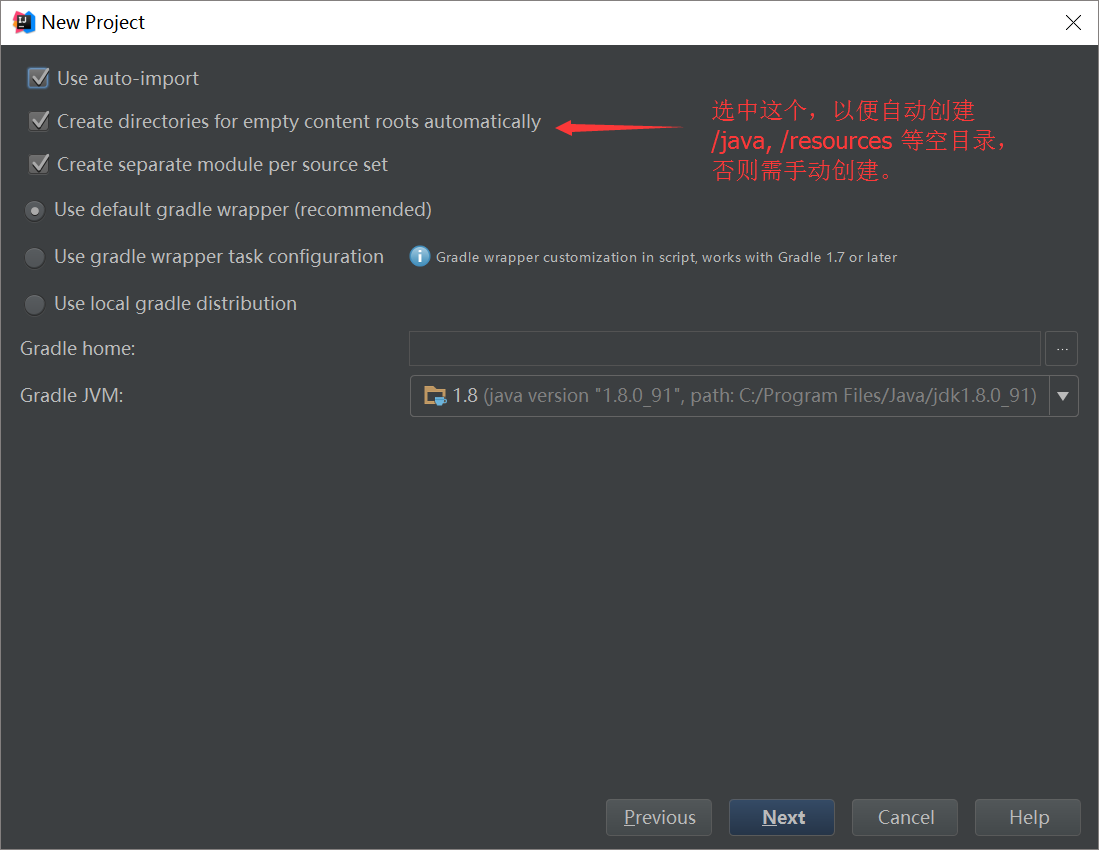 New Project
Use auto-import
Create directories for empty content roots automatically
选中这个，以便自动创建
/java, /resources 等空目录，
否则需手动创建。
Create separate module per source set
Use default gradle wrapper (recommended)
Use gradle wrapper task configuration
Gradle wrapper customization in script, works with Gradle 1.7 or later
Use local gradle distribution
Gradle home:
...
Gradle JVM:
1.8 (java version "1.8.0_91", path: C:/Program Files/Java/jdk1.8.0_91)
Previous
Next
Cancel
Help